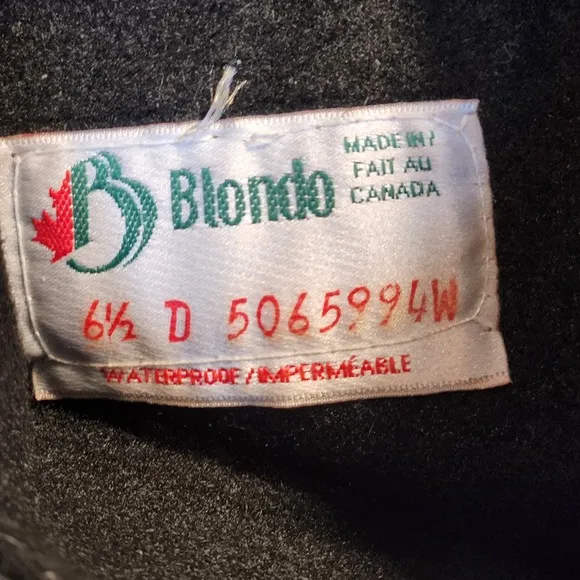 B Blondo
MADE IN /
FAIT AU
CANADA
6½ D 5065994W
WATERPROOF/IMPERMÉABLE